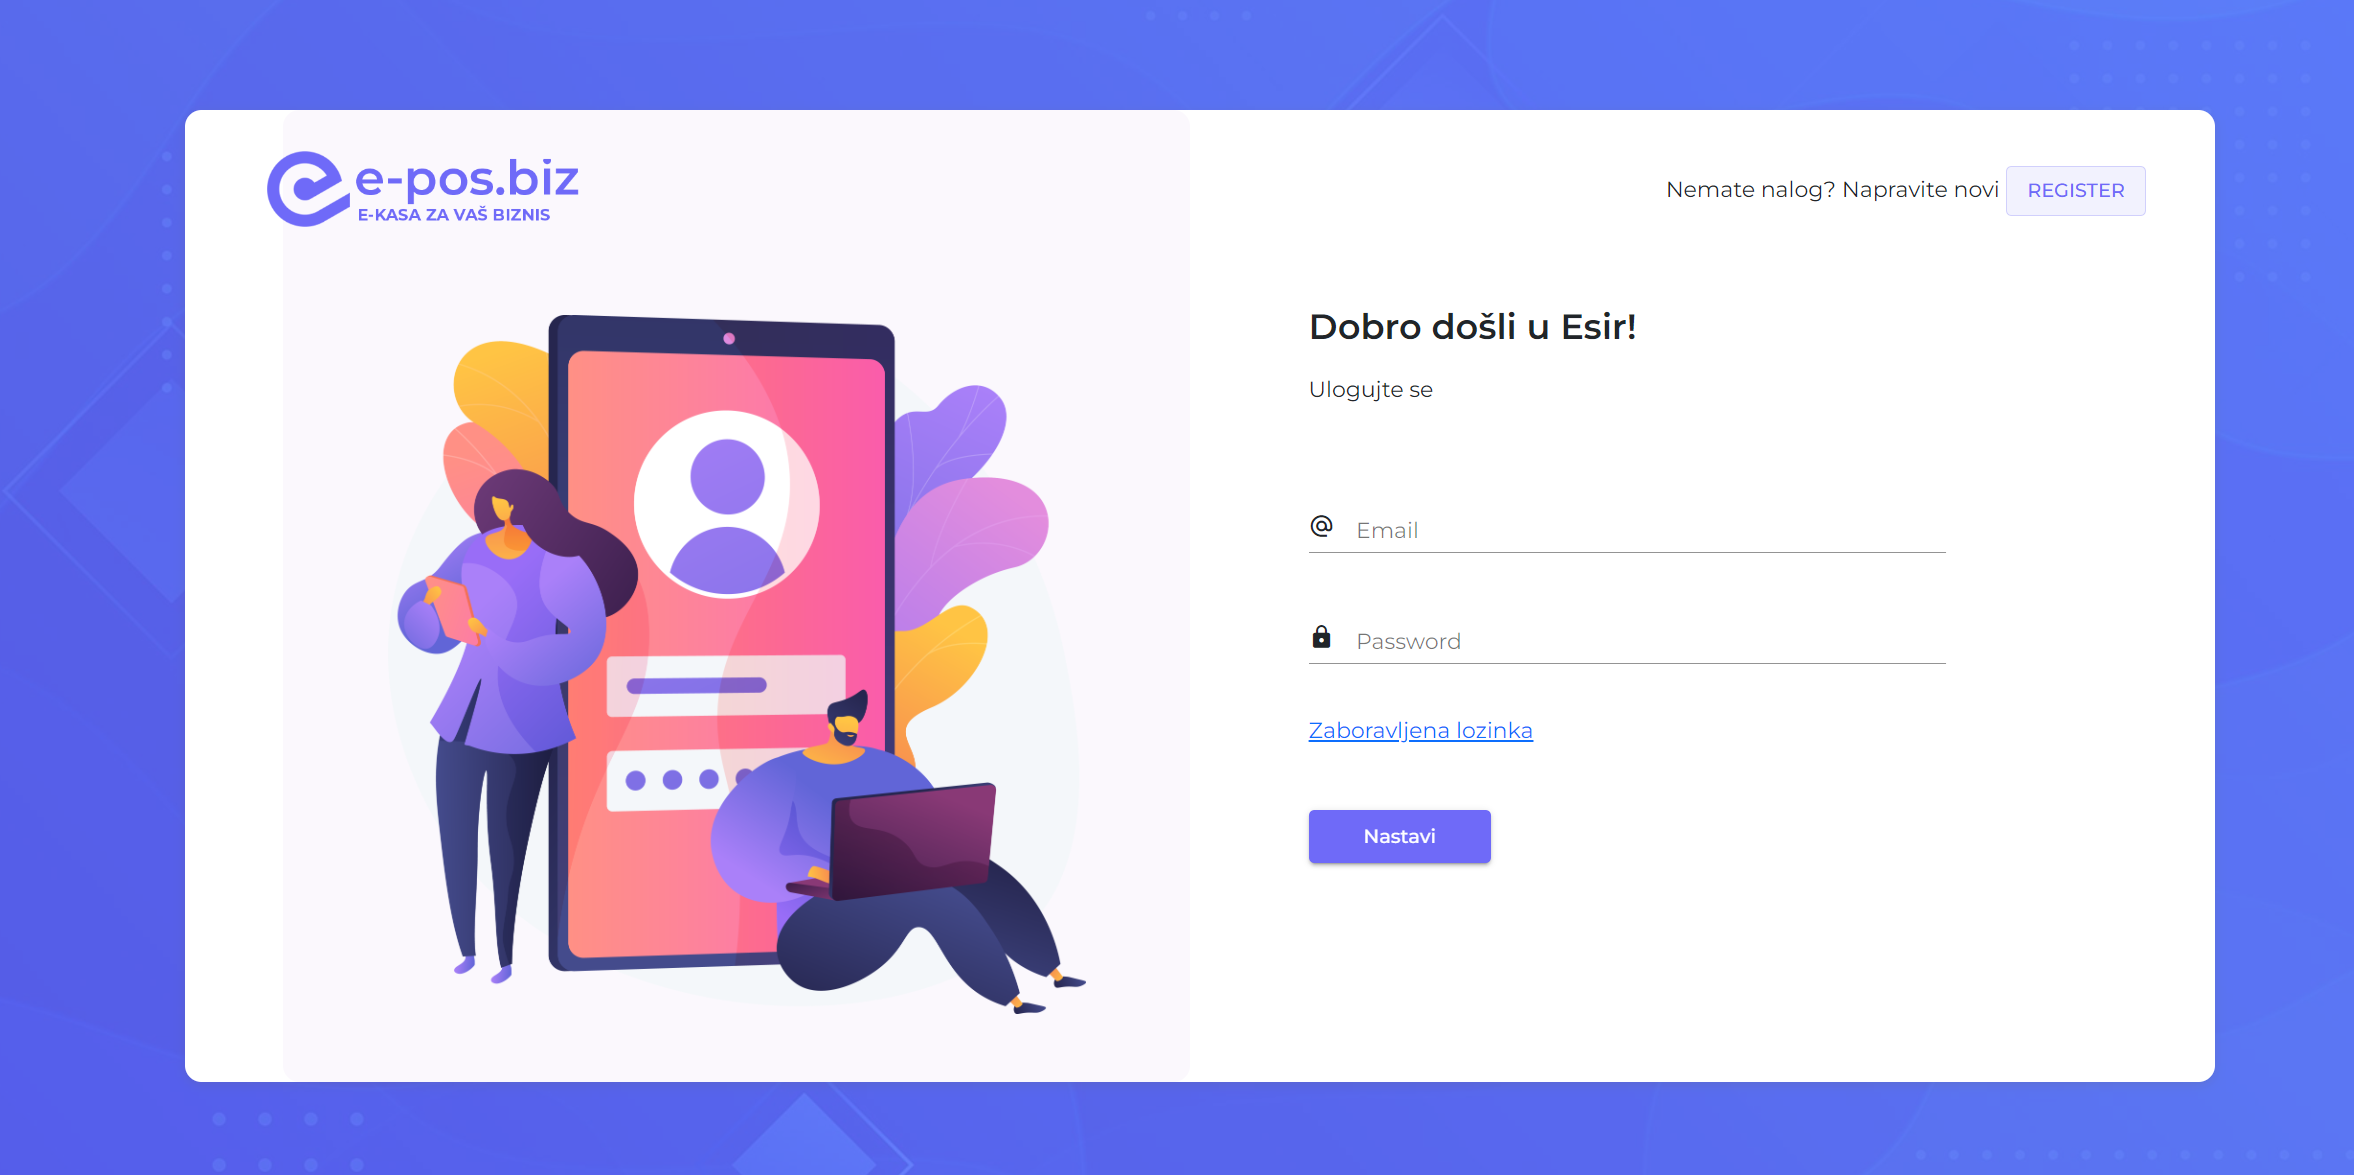 e-pos.biz
E-KASA ZA VAŠ BIZNIS
Nemate nalog? Napravite novi REGISTER
Dobro došli u Esir!
Ulogujte se
Email
Password
Zaboravljena lozinka
Nastavi